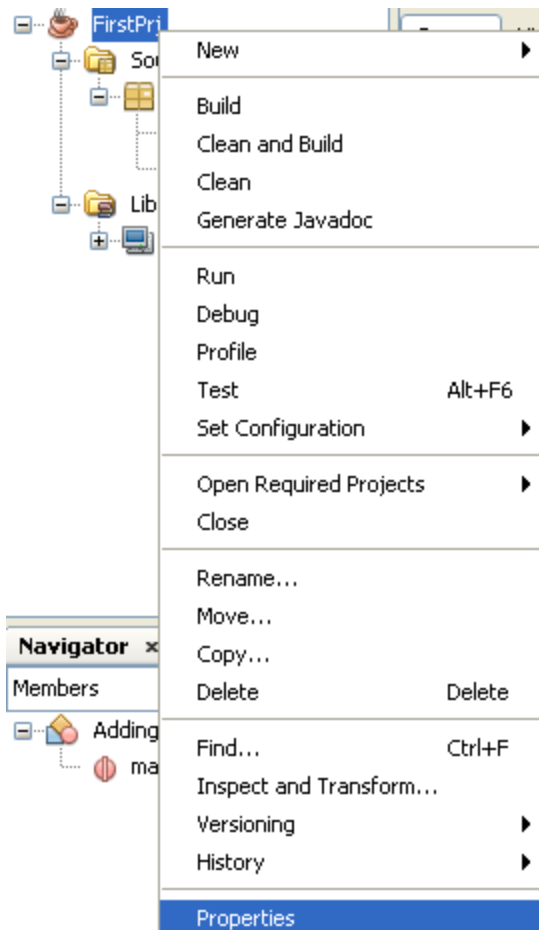 FirstPrj
Sou
Lib
New
Build
Clean and Build
Clean
Generate Javadoc
Run
Debug
Profile
Test Alt+F6
Set Configuration
Open Required Projects
Close
Rename...
Move...
Copy...
Delete Delete
Find... Ctrl+F
Inspect and Transform...
Versioning
History
Properties
Navigator ×
Members
Adding
ma